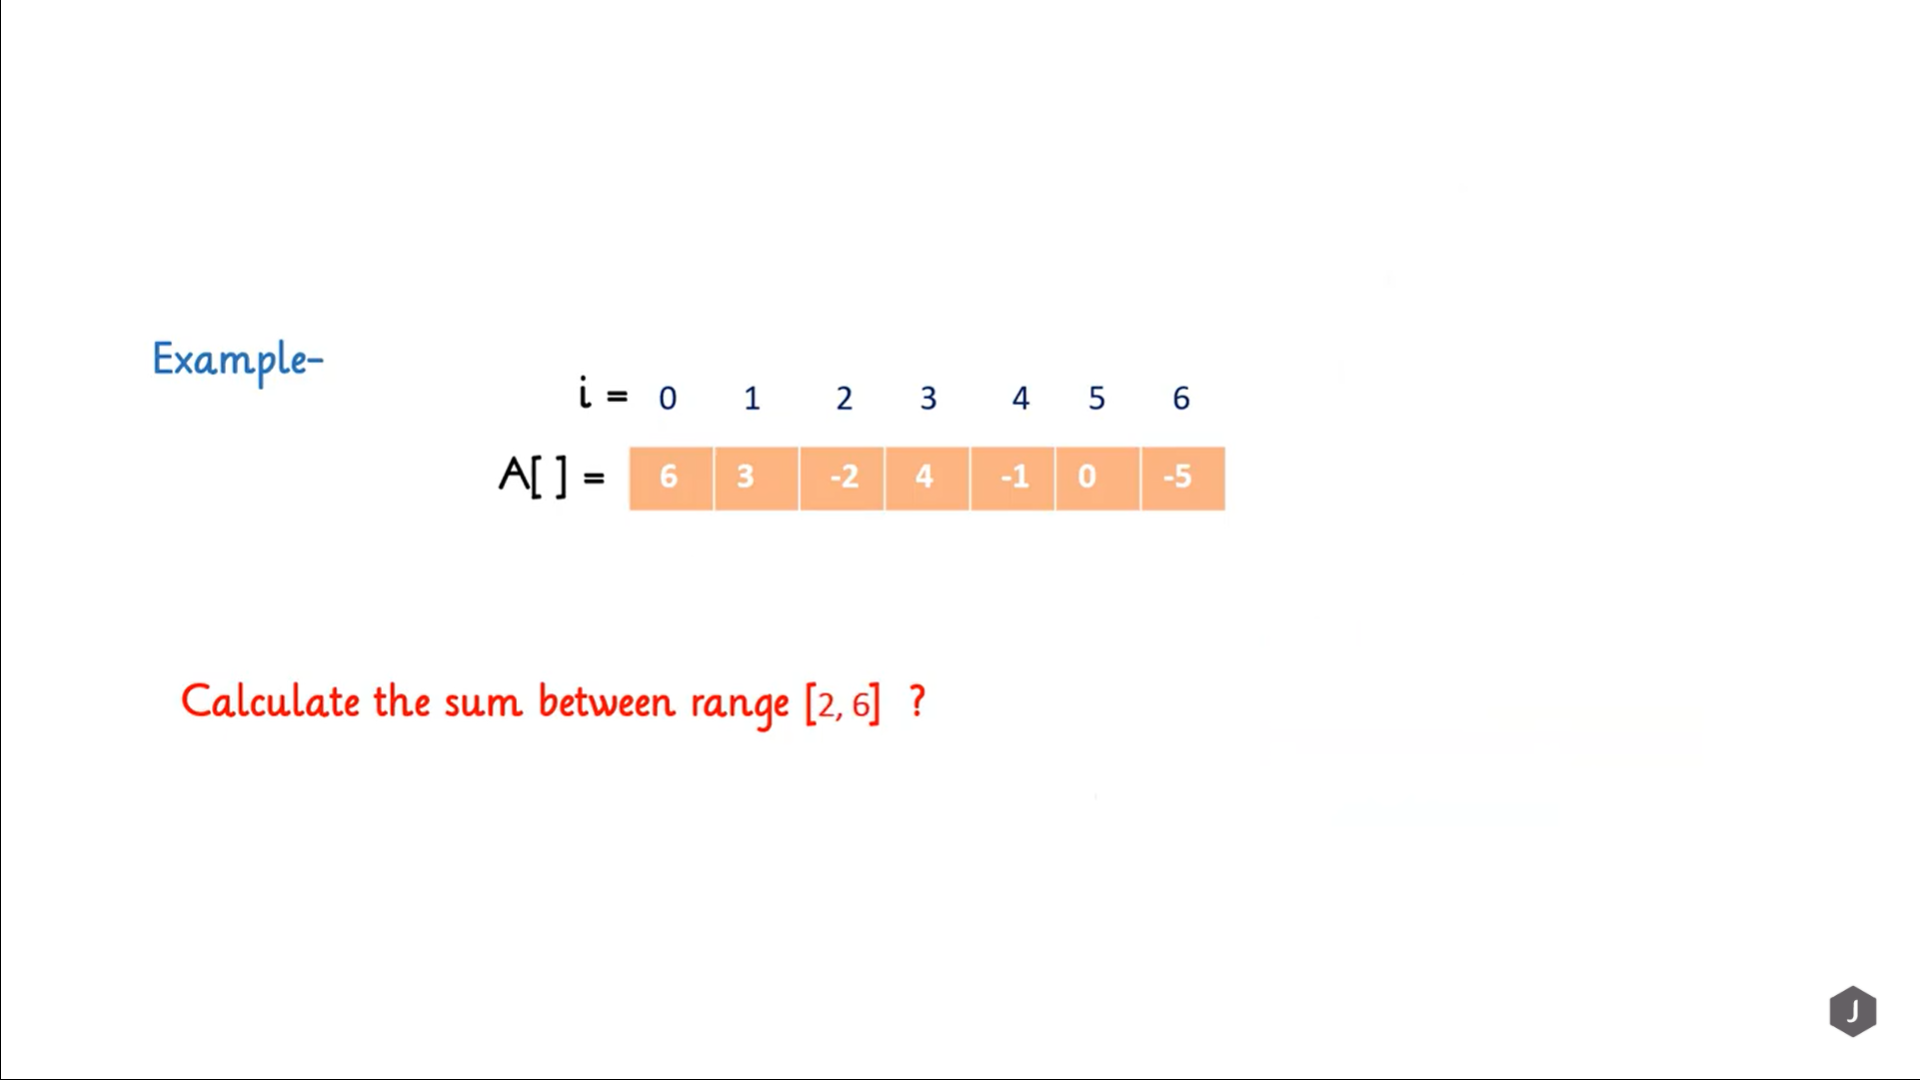 Example-
i = 0 1 2 3 4 5 6
A[ ] = 6 3 -2 4 -1 0 -5
Calculate the sum between range [2, 6] ?
J